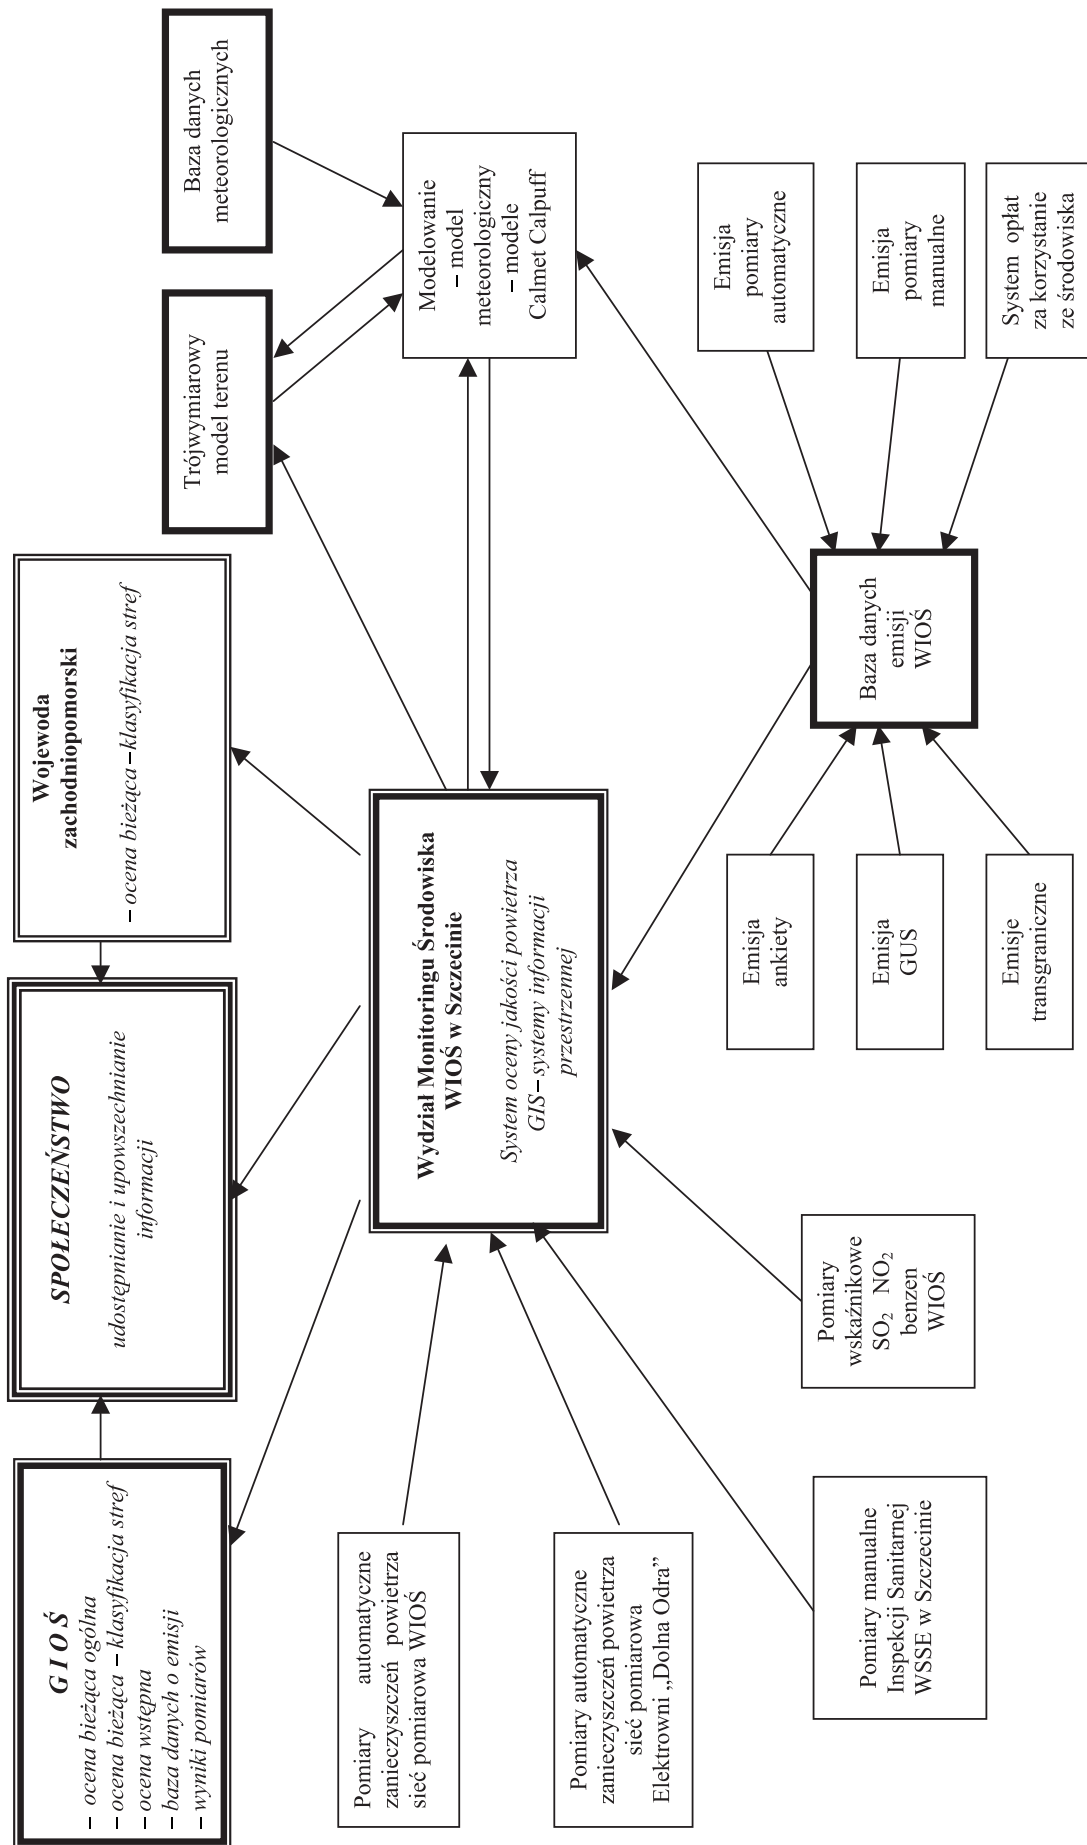 G I O Ś
– ocena bieżąca ogólna
– ocena bieżąca – klasyfikacja stref
– ocena wstępna
– baza danych o emisji
– wyniki pomiarów
SPOŁECZEŃSTWO
udostępnianie i upowszechnianie
informacji
Wojewoda
zachodniopomorski
– ocena bieżąca – klasyfikacja stref
Trójwymiarowy
model terenu
Baza danych
meteorologicznych
Pomiary automatyczne
zanieczyszczeń powietrza
sieć pomiarowa WIOŚ
Wydział Monitoringu Środowiska
WIOŚ w Szczecinie
System oceny jakości powietrza
GIS – systemy informacji
przestrzennej
Modelowanie
– model
meteorologiczny
– modele
Calmet Calpuff
Pomiary automatyczne
zanieczyszczeń powietrza
sieć pomiarowa
Elektrowni „Dolna Odra”
Pomiary manualne
Inspekcji Sanitarnej
WSSE w Szczecinie
Pomiary
wskaźnikowe
SO₂ NO₂
benzen
WIOŚ
Emisja
ankiety
Emisja
GUS
Emisje
transgraniczne
Baza danych
emisji
WIOŚ
Emisja
pomiary
automatyczne
Emisja
pomiary
manualne
System opłat
za korzystanie
ze środowiska